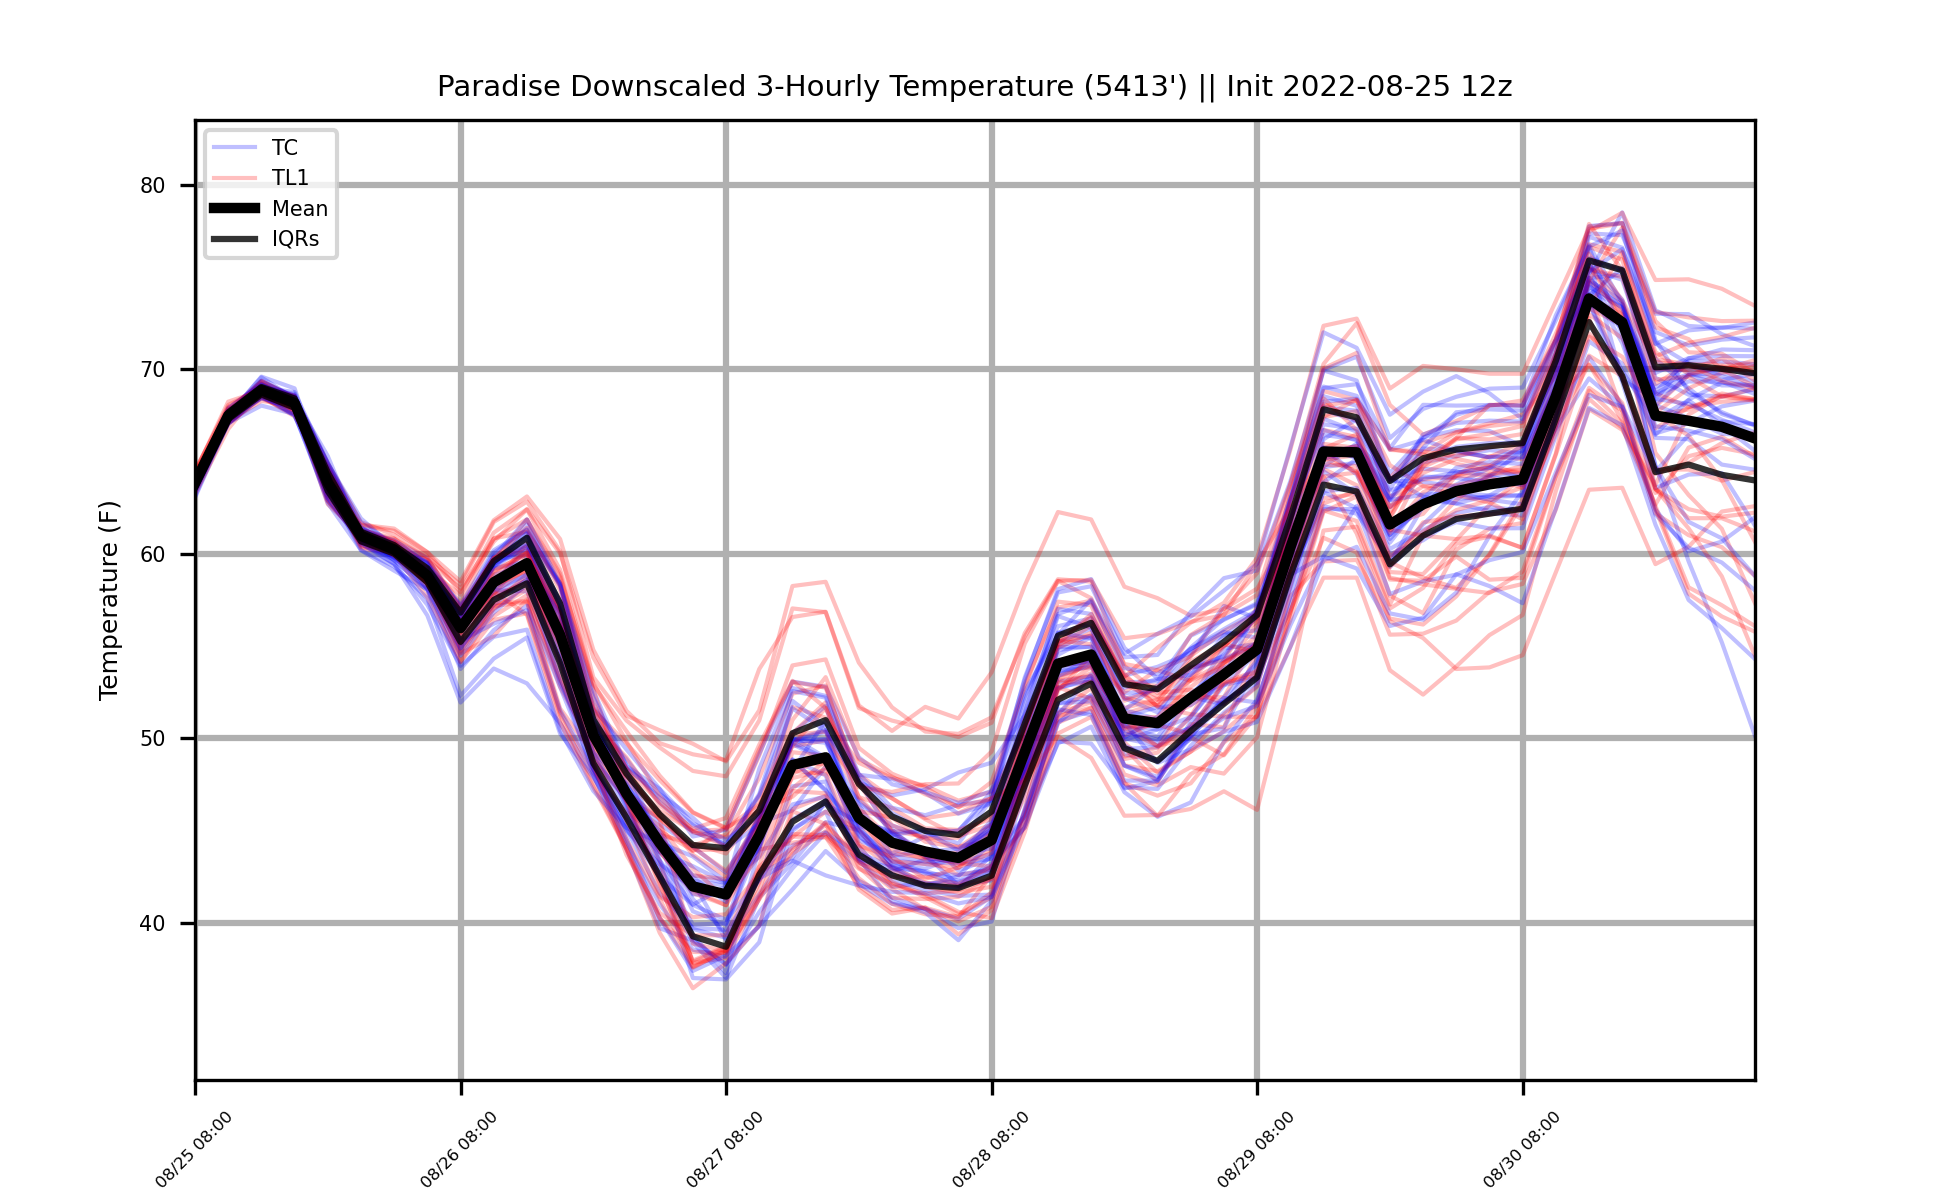 Paradise Downscaled 3-Hourly Temperature (5413') || Init 2022-08-25 12z
TC
TL1
Mean
IQRs
Temperature (F)
80
70
60
50
40
08/25 08:00
08/26 08:00
08/27 08:00
08/28 08:00
08/29 08:00
08/30 08:00